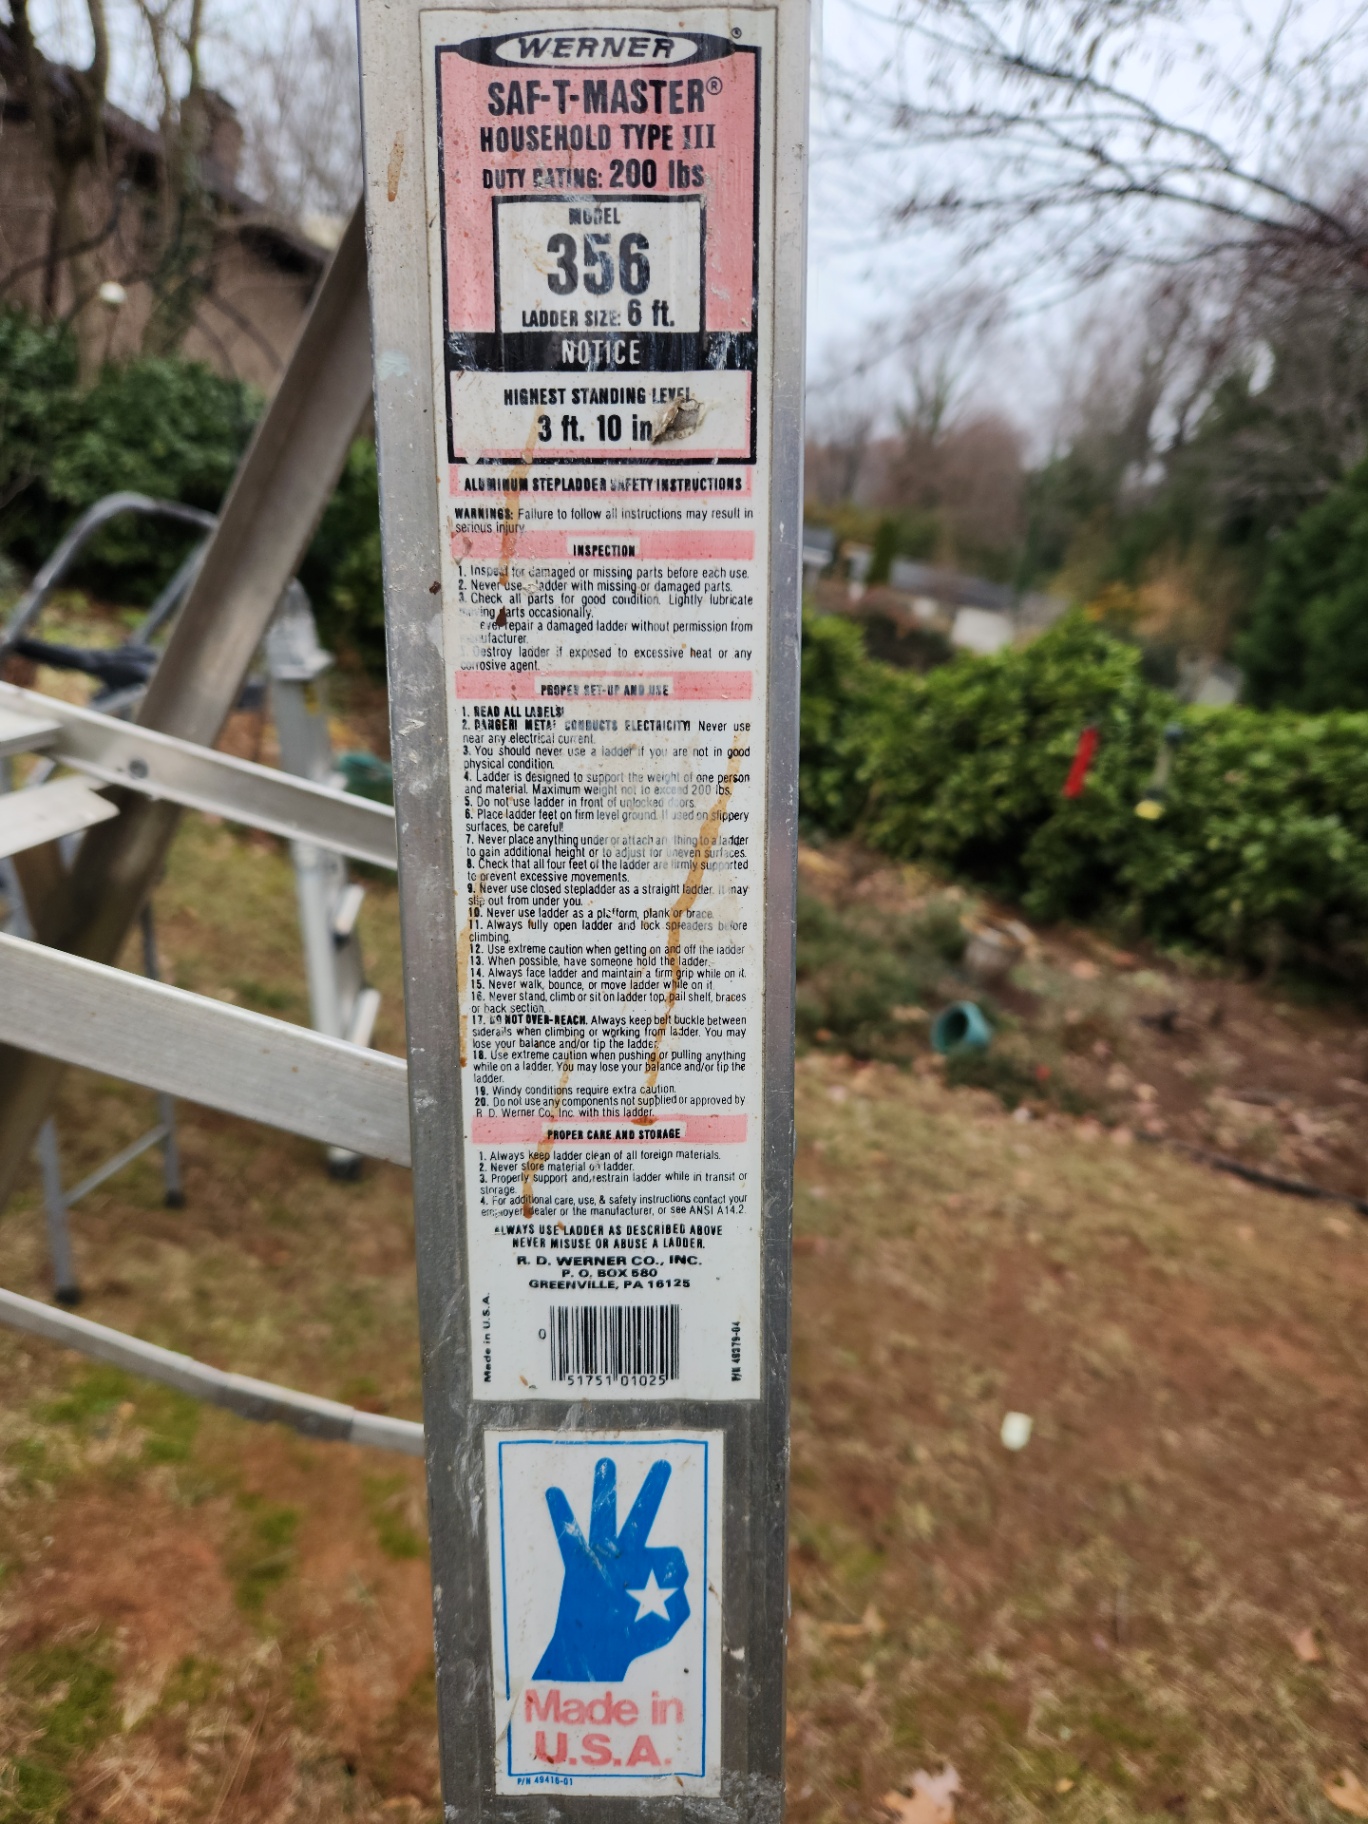 WERNER®
SAF-T-MASTER®
HOUSEHOLD TYPE III
DUTY RATING: 200 lbs
MODEL
356
LADDER SIZE: 6 ft.
NOTICE
HIGHEST STANDING LEVEL
3 ft. 10 in
ALUMINUM STEPLADDER SAFETY INSTRUCTIONS
WARNINGS: Failure to follow all instructions may result in
serious injury.
INSPECTION
1. Inspect for damaged or missing parts before each use.
2. Never use ladder with missing or damaged parts.
3. Check all parts for good condition. Lightly lubricate
parts occasionally.
ever repair a damaged ladder without permission from
ufacturer.
Destroy ladder if exposed to excessive heat or any
corrosive agent.
PROPER SET-UP AND USE
1. READ ALL LABELS!
2. DANGER! METAL CONDUCTS ELECTRICITY! Never use
near any electrical current.
3. You should never use a ladder if you are not in good
physical condition.
4. Ladder is designed to support the weight of one person
and material. Maximum weight not to exceed 200 lbs.
5. Do not use ladder in front of unlocked doors.
6. Place ladder feet on firm level ground. If used on slippery
surfaces, be careful!
7. Never place anything under or attach anything to a ladder
to gain additional height or to adjust for uneven surfaces.
8. Check that all four feet of the ladder are firmly supported
to prevent excessive movements.
9. Never use closed stepladder as a straight ladder. It may
slip out from under you.
10. Never use ladder as a platform, plank or brace.
11. Always fully open ladder and lock spreaders before
climbing.
12. Use extreme caution when getting on and off the ladder
13. When possible, have someone hold the ladder.
14. Always face ladder and maintain a firm grip while on it.
15. Never walk, bounce, or move ladder while on it.
16. Never stand, climb or sit on ladder top, pail shelf, braces
or back section.
17. DO NOT OVER-REACH. Always keep belt buckle between
siderails when climbing or working from ladder. You may
lose your balance and/or tip the ladder.
18. Use extreme caution when pushing or pulling anything
while on a ladder. You may lose your balance and/or tip the
ladder.
19. Windy conditions require extra caution.
20. Do not use any components not supplied or approved by
R. D. Werner Co., Inc. with this ladder.
PROPER CARE AND STORAGE
1. Always keep ladder clean of all foreign materials.
2. Never store material on ladder.
3. Properly support and restrain ladder while in transit or
storage.
4. For additional care, use, & safety instructions contact your
employer, dealer or the manufacturer, or see ANSI A14.2.
ALWAYS USE LADDER AS DESCRIBED ABOVE
NEVER MISUSE OR ABUSE A LADDER.
R. D. WERNER CO., INC.
P. O. BOX 580
GREENVILLE, PA 16125
Made in U.S.A.
0 51751 01025
P/N 49379-04
Made in
U.S.A.
P/N 49416-01